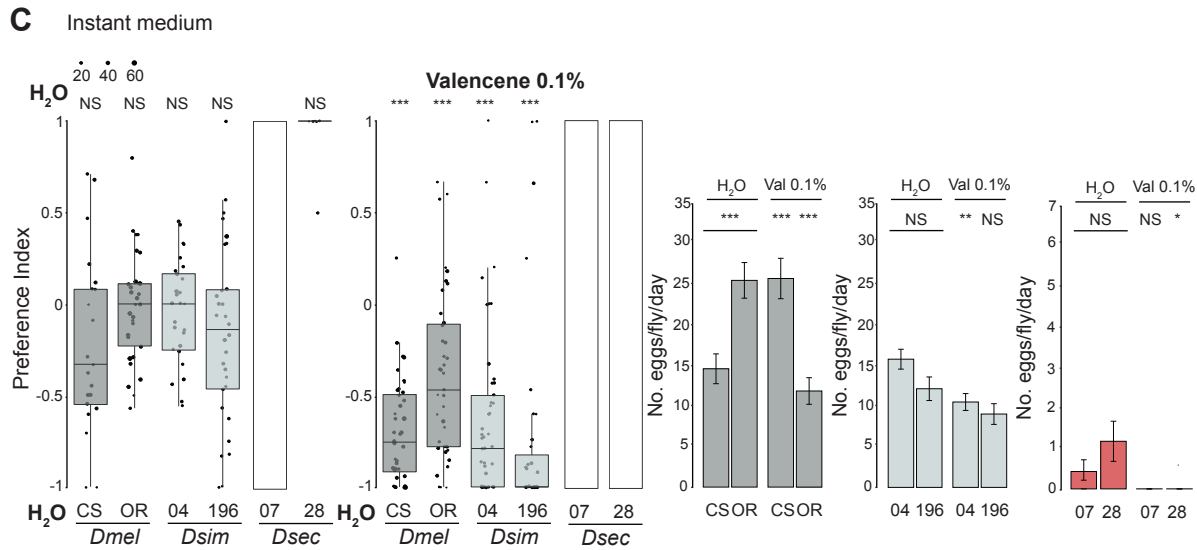 C Instant medium
20 40 60
H₂O NS NS NS NS NS
Valencene 0.1%
*** *** *** ***
Preference Index
1
0.5
0
-0.5
-1
1
0.5
0
-0.5
-1
H₂O CS OR 04 196 07 28
Dmel Dsim Dsec
H₂O CS OR 04 196 07 28
Dmel Dsim Dsec
H₂O Val 0.1%
*** *** ***
No. eggs/fly/day
35
30
25
20
15
10
5
0
CS OR CS OR
H₂O Val 0.1%
NS ** NS
No. eggs/fly/day
35
30
25
20
15
10
5
0
04 196 04 196
H₂O Val 0.1%
NS NS *
No. eggs/fly/day
7
6
5
4
3
2
1
0
07 28 07 28